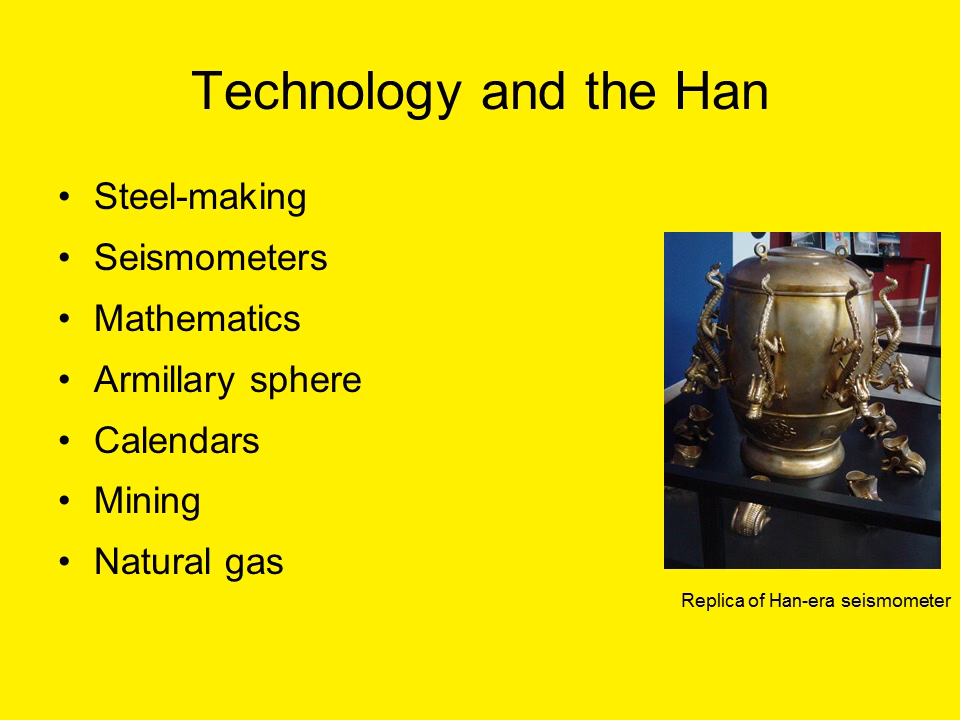 Technology and the Han
• Steel-making
• Seismometers
• Mathematics
• Armillary sphere
• Calendars
• Mining
• Natural gas
Replica of Han-era seismometer